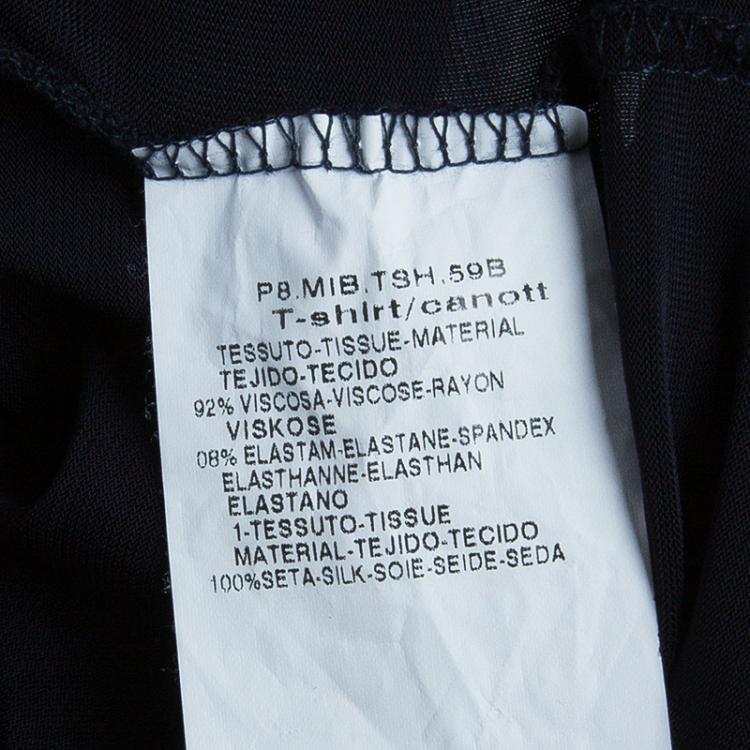 P8.MIB.TSH.59B
T-shirt/canott
TESSUTO-TISSUE-MATERIAL
TEJIDO-TECIDO
92% VISCOSA-VISCOSE-RAYON
VISKOSE
08% ELASTAM-ELASTANE-SPANDEX
ELASTHANNE-ELASTHAN
ELASTANO
1-TESSUTO-TISSUE
MATERIAL-TEJIDO-TECIDO
100%SETA-SILK-SOIE-SEIDE-SEDA